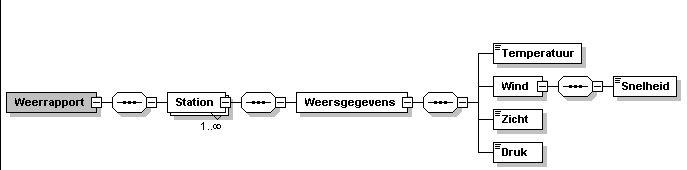 Weerrapport
Station
1..∞
Weersgegevens
Temperatuur
Wind
Snelheid
Zicht
Druk